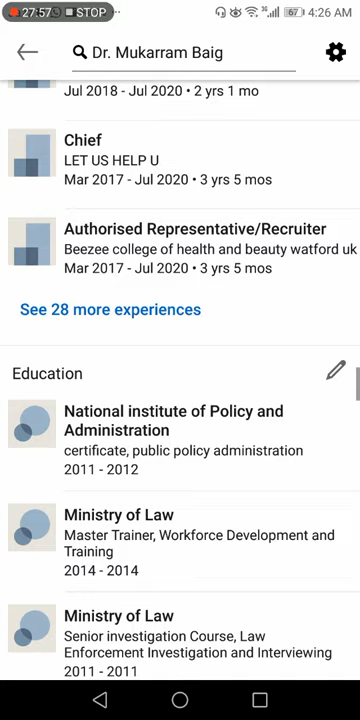 27:57 STOP 67 4:26 AM
Dr. Mukarram Baig
Jul 2018 - Jul 2020 • 2 yrs 1 mo
Chief
LET US HELP U
Mar 2017 - Jul 2020 • 3 yrs 5 mos
Authorised Representative/Recruiter
Beezee college of health and beauty watford uk
Mar 2017 - Jul 2020 • 3 yrs 5 mos
See 28 more experiences
Education
National institute of Policy and
Administration
certificate, public policy administration
2011 - 2012
Ministry of Law
Master Trainer, Workforce Development and
Training
2014 - 2014
Ministry of Law
Senior investigation Course, Law
Enforcement Investigation and Interviewing
2011 - 2011